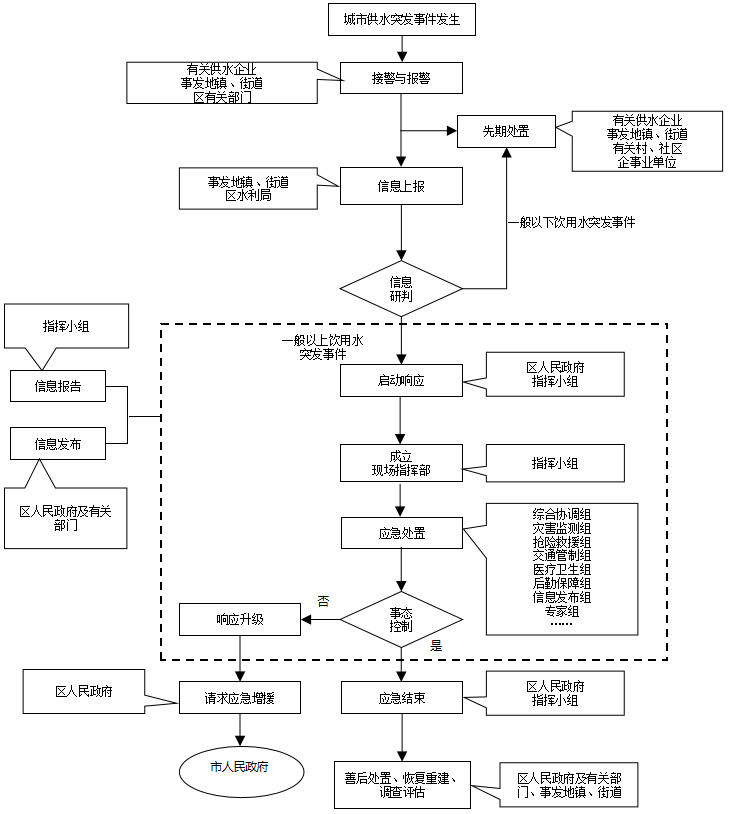 城市供水突发事件发生
有关供水企业
事发地镇、街道
区有关部门
接警与报警
先期处置
有关供水企业
事发地镇、街道
有关村、社区
企事业单位
事发地镇、街道
区水利局
信息上报
一般以下饮用水突发事件
信息
研判
指挥小组
一般以上饮用水
突发事件
信息报告
启动响应
区人民政府
指挥小组
信息发布
成立
现场指挥部
指挥小组
区人民政府及有关
部门
应急处置
综合协调组
灾害监测组
抢险救援组
交通管制组
医疗卫生组
后勤保障组
信息发布组
专家组
……
否
响应升级
事态
控制
是
区人民政府
请求应急增援
应急结束
区人民政府
指挥小组
市人民政府
善后处置、恢复重建、
调查评估
区人民政府及有关部
门、事发地镇、街道